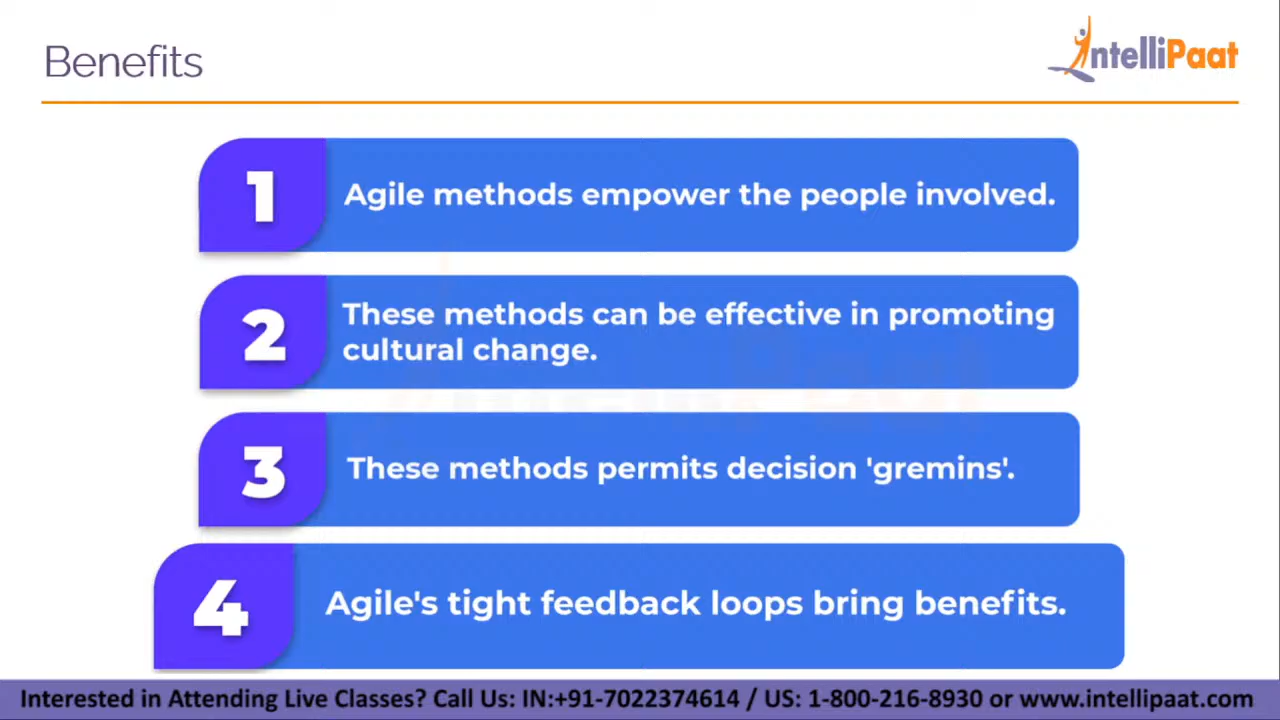 Benefits
IntelliPaat
1
Agile methods empower the people involved.
2
These methods can be effective in promoting
cultural change.
3
These methods permits decision 'gremins'.
4
Agile's tight feedback loops bring benefits.
Interested in Attending Live Classes? Call Us: IN:+91-7022374614 / US: 1-800-216-8930 or www.intellipaat.com